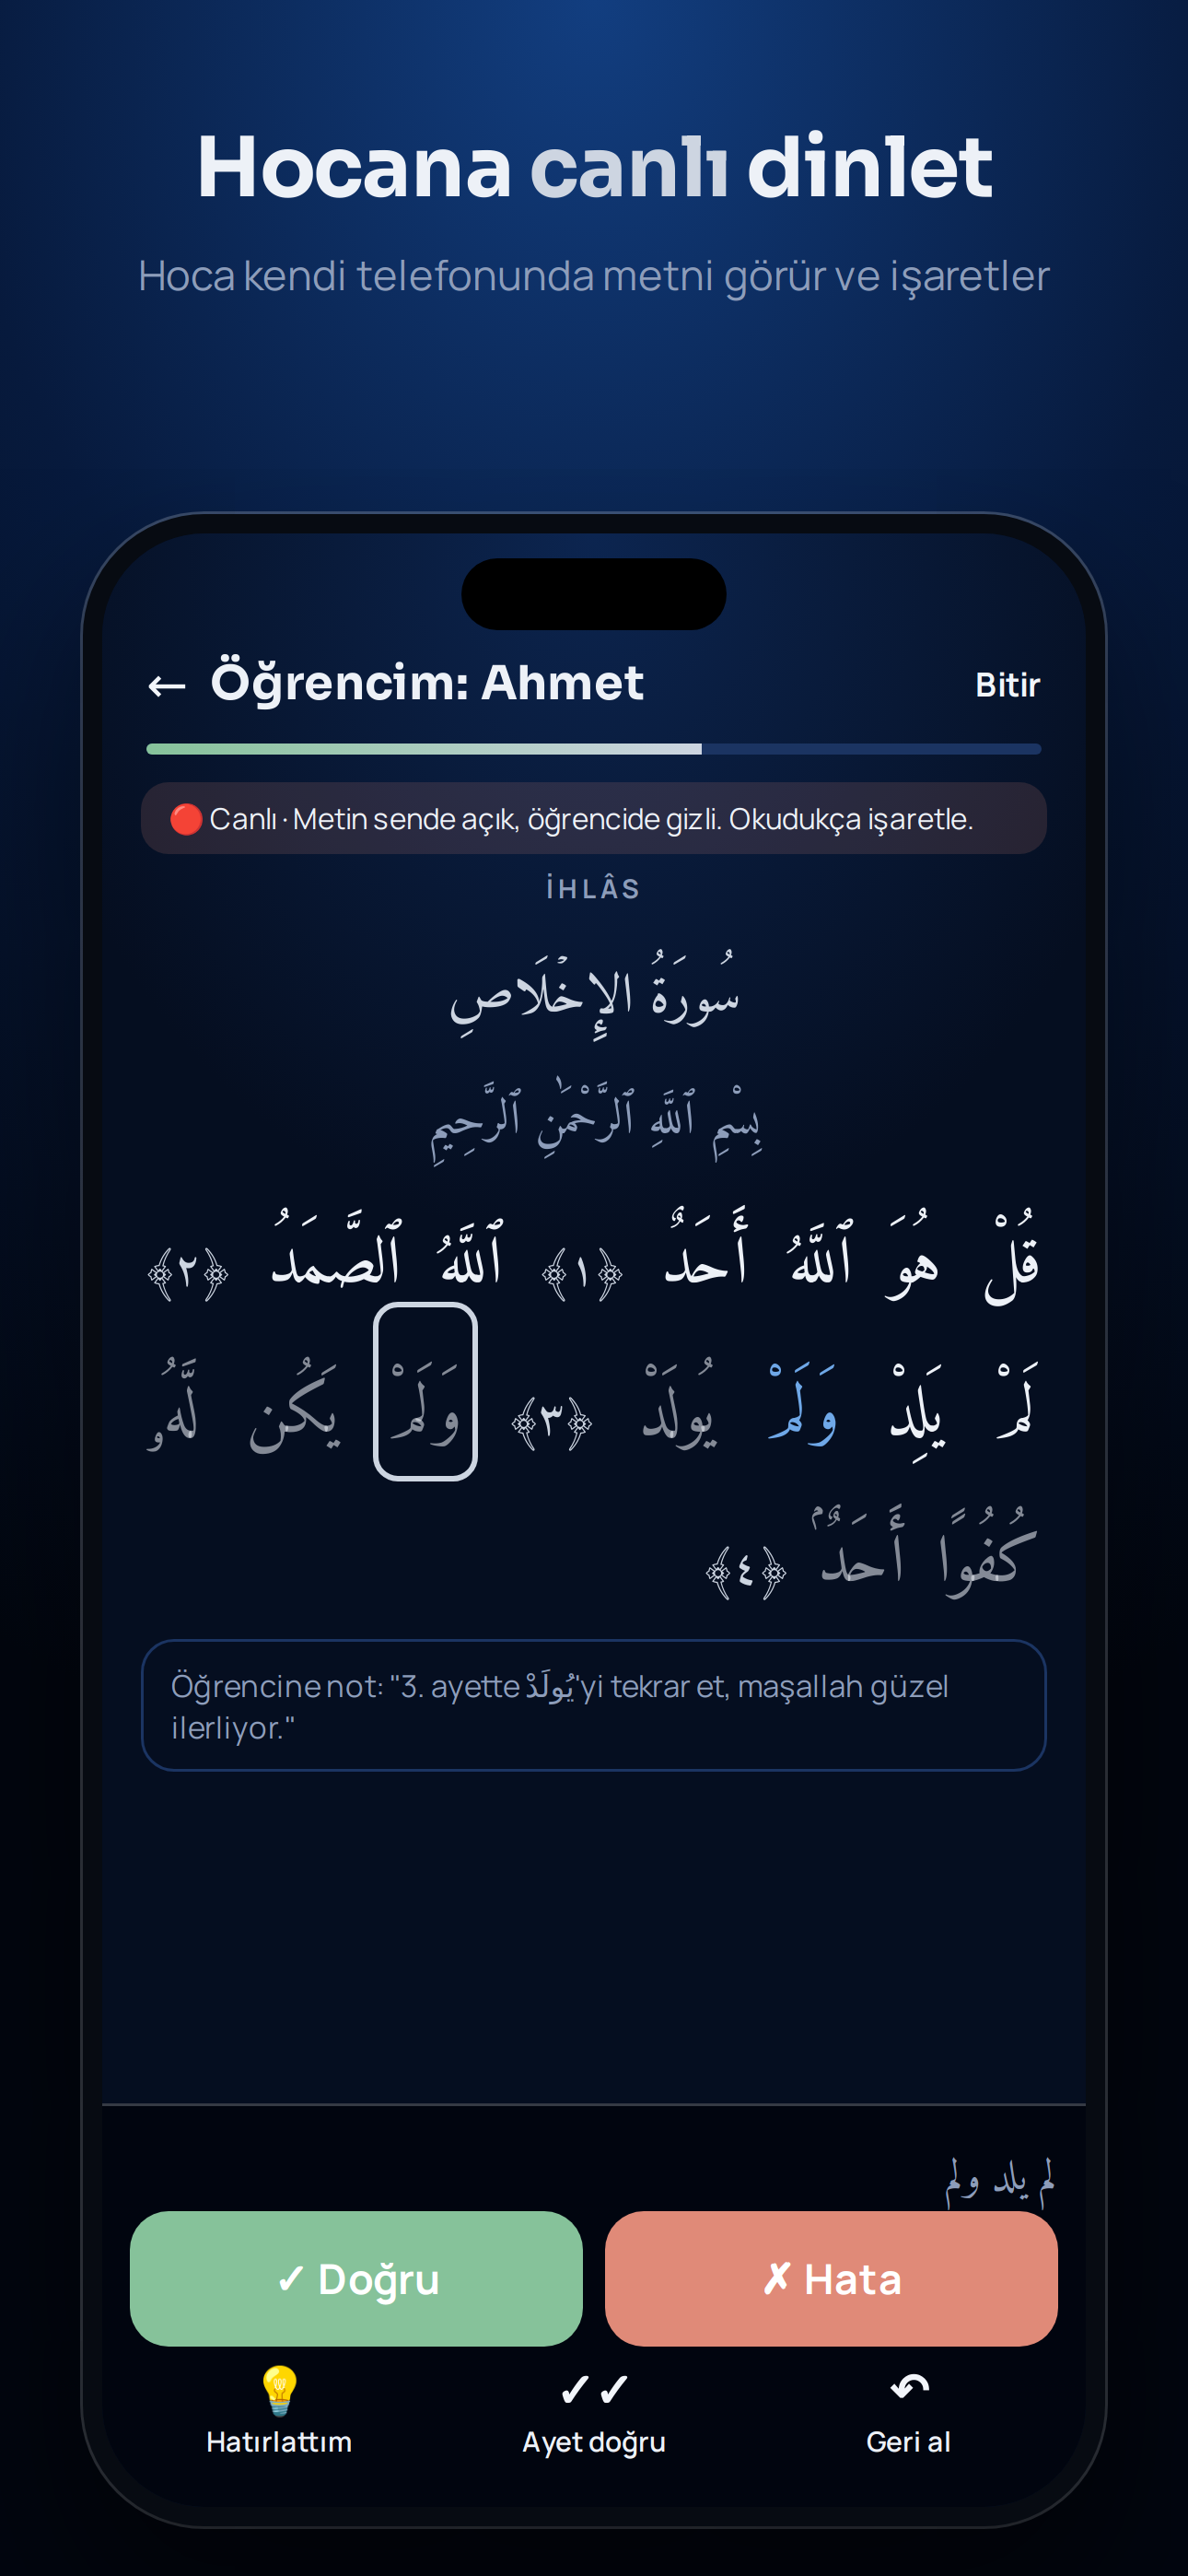 Hocana canlı dinlet
Hoca kendi telefonunda metni görür ve işaretler
← Öğrencim: Ahmet
Bitir
🔴 Canlı · Metin sende açık, öğrencide gizli. Okudukça işaretle.
İHLÂS
سُورَةُ الإِخۡلَاصِ
بِسْمِ ٱللَّهِ ٱلرَّحْمَٰنِ ٱلرَّحِيمِ
قُلْ هُوَ ٱللَّهُ أَحَدٌ ﴿١﴾ ٱللَّهُ ٱلصَّمَدُ ﴿٢﴾
لَمْ يَلِدْ وَلَمْ يُولَدْ ﴿٣﴾ وَلَمْ يَكُن لَّهُۥ
كُفُوًا أَحَدٌۢ ﴿٤﴾
Öğrencine not: "3. ayette يُولَدْ'yi tekrar et, maşallah güzel
ilerliyor."
لم يلد ولم
✓ Doğru
✗ Hata
💡
Hatırlattım
✓✓
Ayet doğru
↶
Geri al